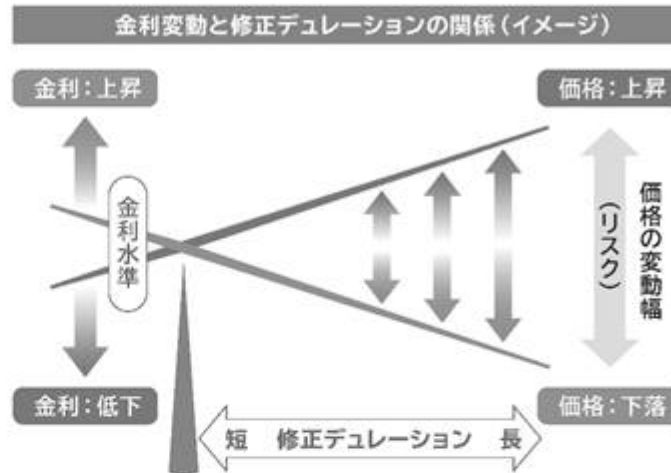 金利変動と修正デュレーションの関係（イメージ）
金利：上昇
価格：上昇
金利水準
価格の変動幅
（リスク）
金利：低下
価格：下落
短 修正デュレーション 長